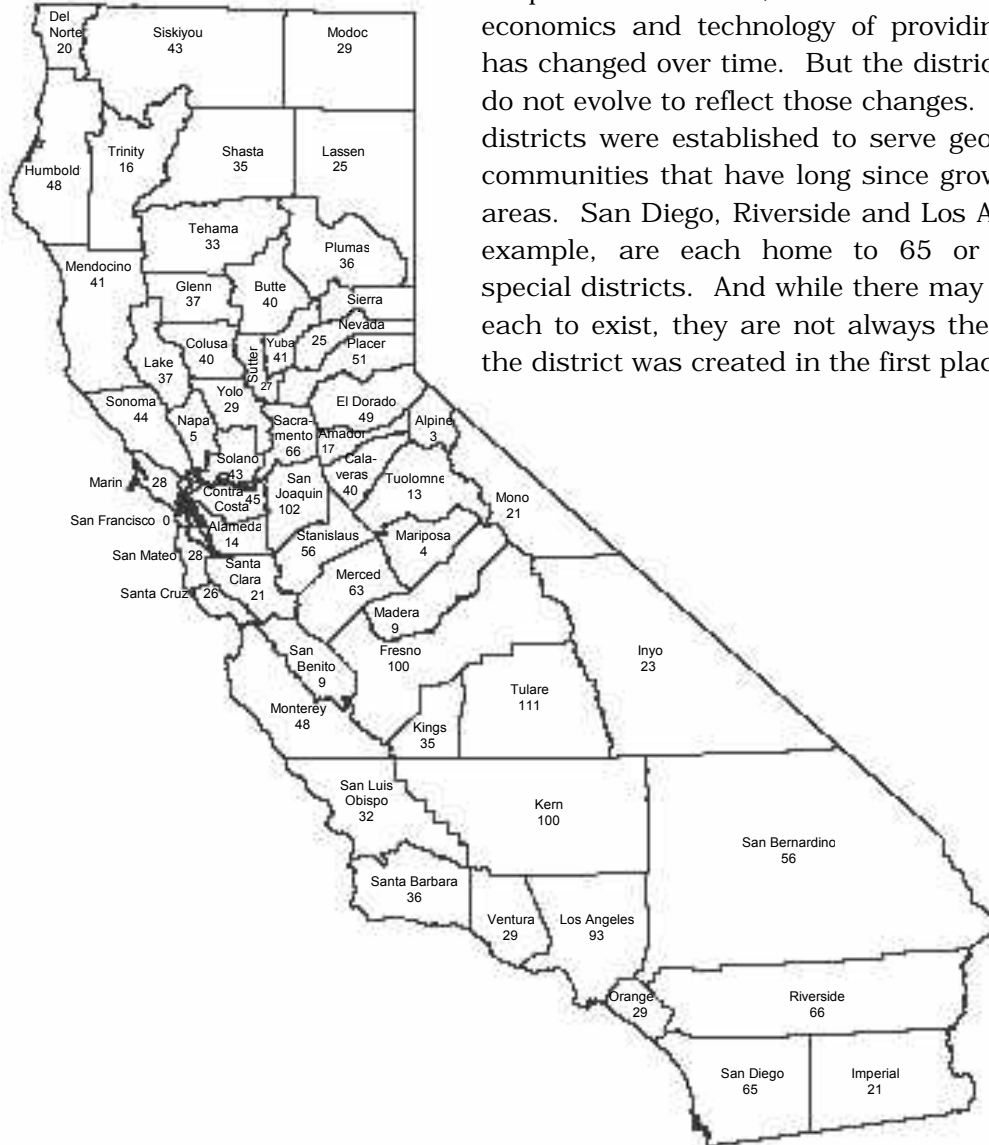 economics and technology of providin
has changed over time. But the distric
do not evolve to reflect those changes.
districts were established to serve geo
communities that have long since grow
areas. San Diego, Riverside and Los A
example, are each home to 65 or
special districts. And while there may
each to exist, they are not always the
the district was created in the first plac
Del
Norte
20
Siskiyou
43
Modoc
29
Humbold
48
Trinity
16
Shasta
35
Lassen
25
Tehama
33
Plumas
36
Mendocino
41
Glenn
37
Butte
40
Sierra
Nevada
25
Placer
51
Lake
37
Colusa
40
Sutter
27
Yuba
41
Sonoma
44
Napa
5
Yolo
29
Sacra-
mento
66
El Dorado
49
Amador
17
Alpine
3
Marin
28
Solano
43
Contra
Costa
45
San
Joaquin
102
Cala-
veras
40
Tuolomne
13
Mono
21
San Francisco 0
Alameda
14
Stanislaus
56
Mariposa
4
San Mateo 28
Santa
Clara
21
Merced
63
Santa Cruz 26
Madera
9
San
Benito
9
Fresno
100
Inyo
23
Monterey
48
Kings
35
Tulare
111
San Luis
Obispo
32
Kern
100
San Bernardino
56
Santa Barbara
36
Ventura
29
Los Angeles
93
Orange
29
Riverside
66
San Diego
65
Imperial
21